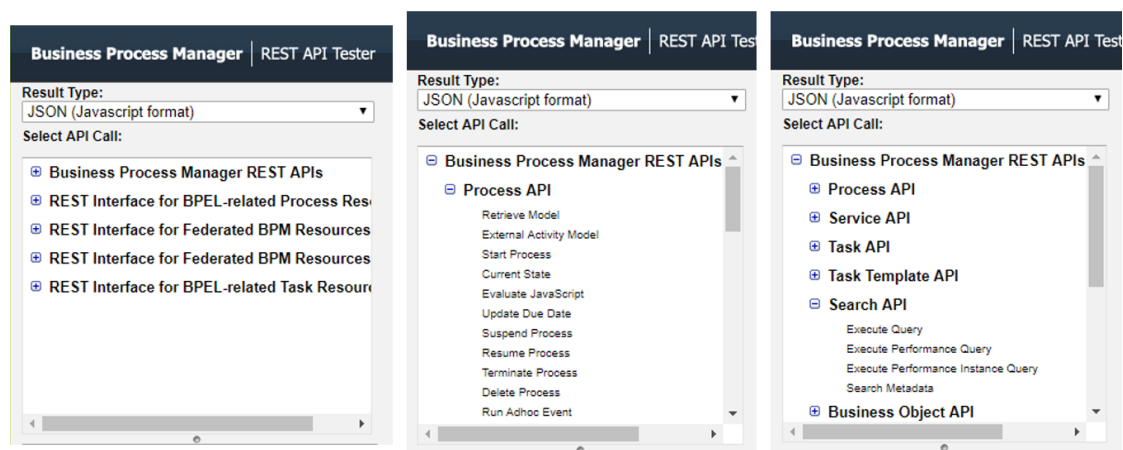 Business Process Manager | REST API Tester
Result Type:
JSON (Javascript format)
Select API Call:
Business Process Manager REST APIs
REST Interface for BPEL-related Process Res
REST Interface for Federated BPM Resources
REST Interface for Federated BPM Resources
REST Interface for BPEL-related Task Resour
Business Process Manager | REST API Tes
Result Type:
JSON (Javascript format)
Select API Call:
Business Process Manager REST APIs
Process API
Retrieve Model
External Activity Model
Start Process
Current State
Evaluate JavaScript
Update Due Date
Suspend Process
Resume Process
Terminate Process
Delete Process
Run Adhoc Event
Business Process Manager | REST API Test
Result Type:
JSON (Javascript format)
Select API Call:
Business Process Manager REST APIs
Process API
Service API
Task API
Task Template API
Search API
Execute Query
Execute Performance Query
Execute Performance Instance Query
Search Metadata
Business Object API